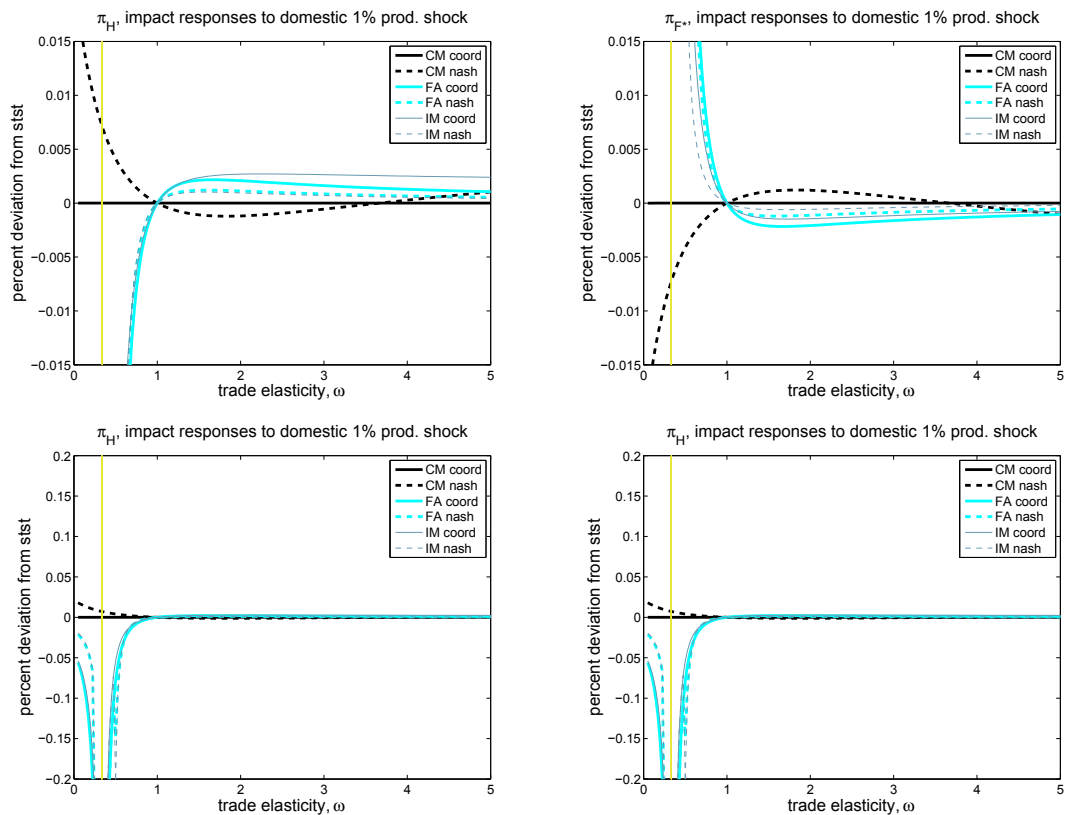 π_H, impact responses to domestic 1% prod. shock
percent deviation from stst
0.015
0.01
0.005
0
−0.005
−0.01
−0.015
CM coord
CM nash
FA coord
FA nash
IM coord
IM nash
0 1 2 3 4 5
trade elasticity, ω
π_F*, impact responses to domestic 1% prod. shock
percent deviation from stst
0.015
0.01
0.005
0
−0.005
−0.01
−0.015
CM coord
CM nash
FA coord
FA nash
IM coord
IM nash
0 1 2 3 4 5
trade elasticity, ω
π_H, impact responses to domestic 1% prod. shock
percent deviation from stst
0.2
0.15
0.1
0.05
0
−0.05
−0.1
−0.15
−0.2
CM coord
CM nash
FA coord
FA nash
IM coord
IM nash
0 1 2 3 4 5
trade elasticity, ω
π_H, impact responses to domestic 1% prod. shock
percent deviation from stst
0.2
0.15
0.1
0.05
0
−0.05
−0.1
−0.15
−0.2
CM coord
CM nash
FA coord
FA nash
IM coord
IM nash
0 1 2 3 4 5
trade elasticity, ω